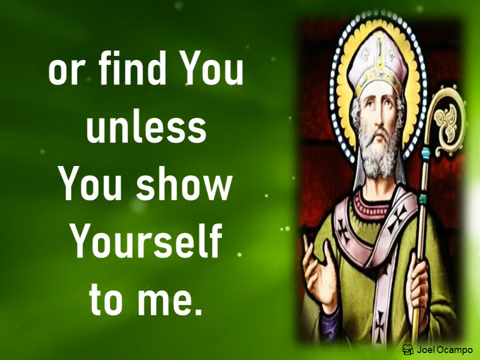 or find You
unless
You show
Yourself
to me.
Joel Ocampo